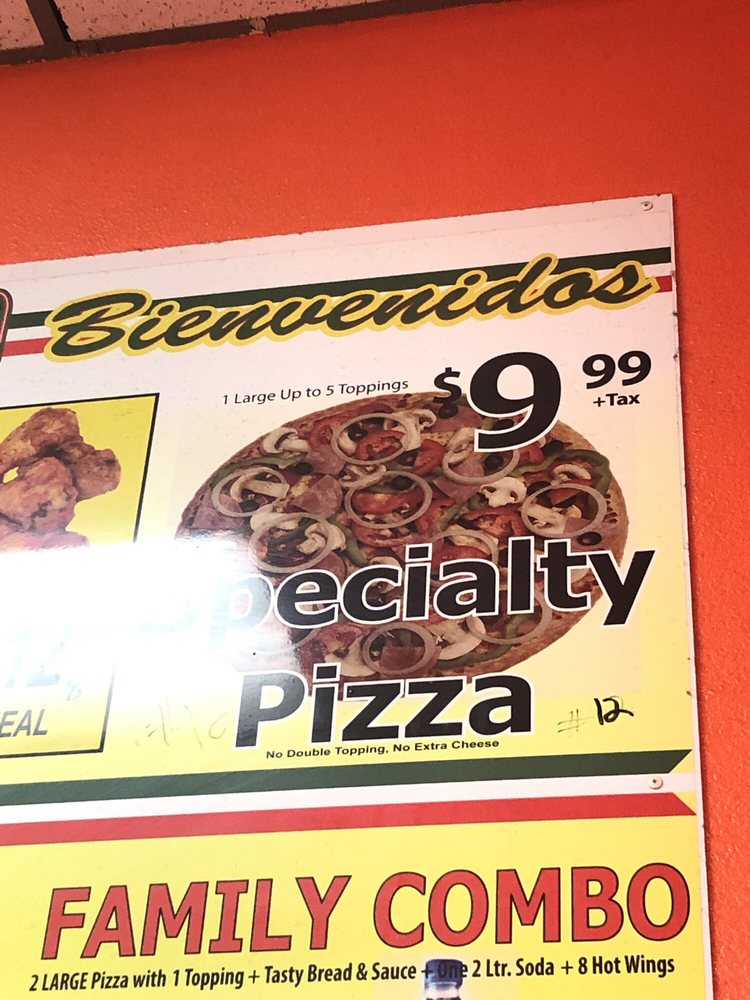 Bienvenidos
1 Large Up to 5 Toppings
$9 99
+Tax
Specialty
Pizza
# 12
No Double Topping, No Extra Cheese
EAL
FAMILY COMBO
2 LARGE Pizza with 1 Topping + Tasty Bread & Sauce + One 2 Ltr. Soda + 8 Hot Wings